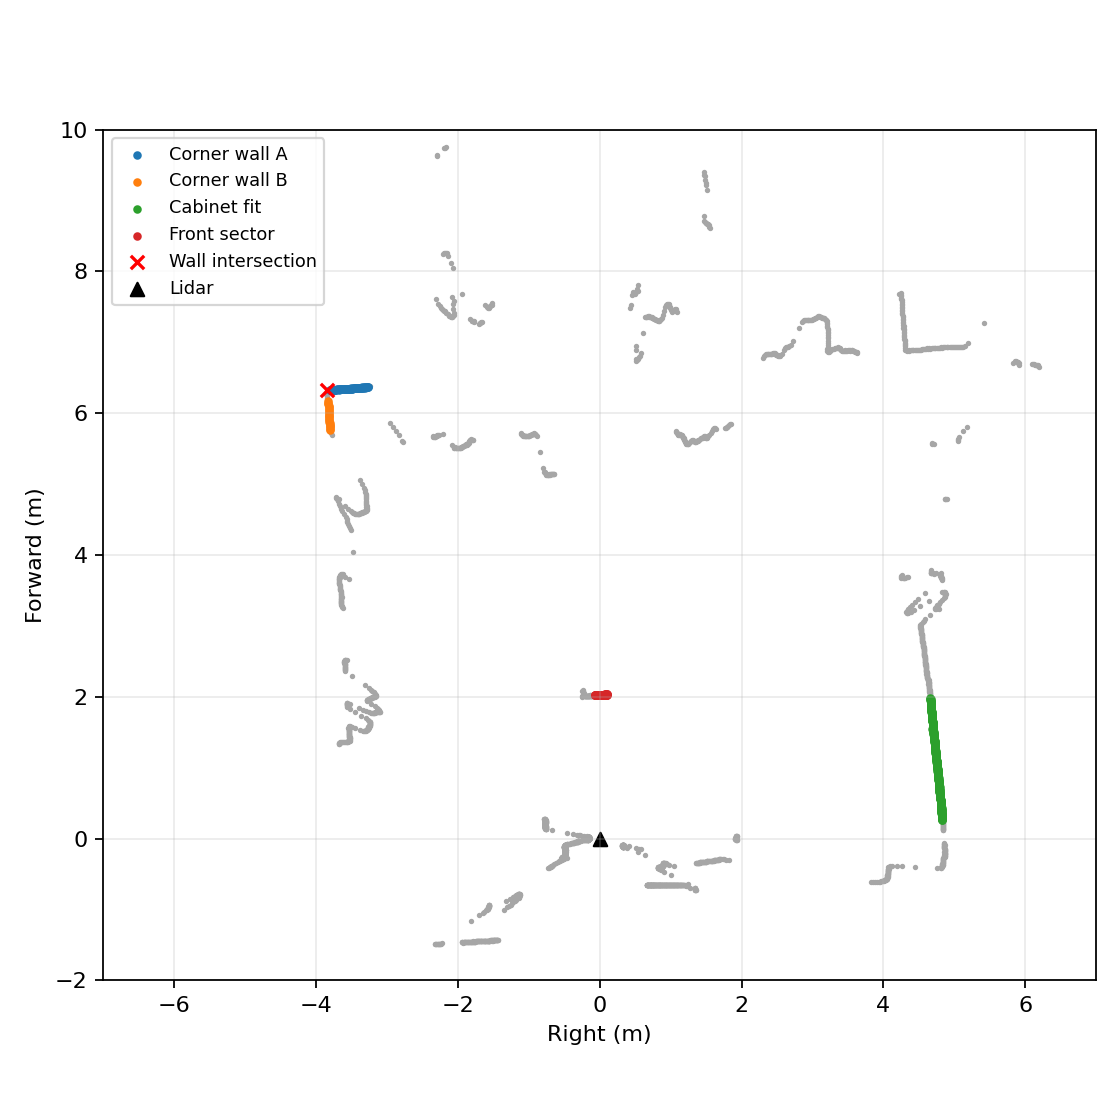 10
8
6
4
2
0
−2
Forward (m)
Corner wall A
Corner wall B
Cabinet fit
Front sector
Wall intersection
Lidar
−6 −4 −2 0 2 4 6
Right (m)